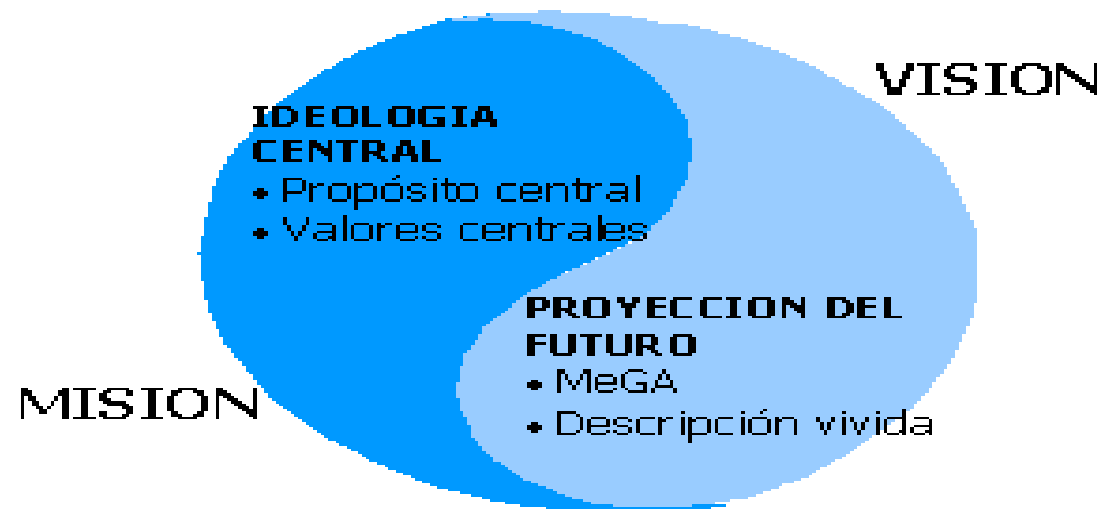 VISION
IDEOLOGIA
CENTRAL
• Propósito central
• Valores centrales
PROYECCION DEL
FUTURO
• MeGA
• Descripción vivida
MISION